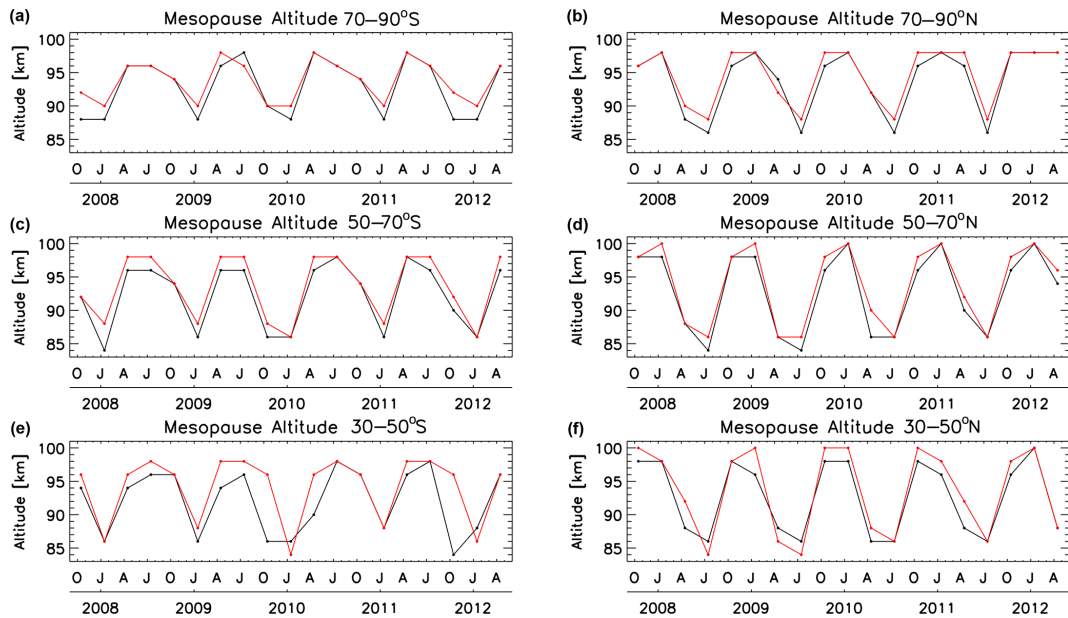 (a) Mesopause Altitude 70–90°S
100
95
90
85
Altitude [km]
O J A J O J A J O J A J O J A J O J A
2008 2009 2010 2011 2012
(b) Mesopause Altitude 70–90°N
100
95
90
85
Altitude [km]
O J A J O J A J O J A J O J A J O J A
2008 2009 2010 2011 2012
(c) Mesopause Altitude 50–70°S
100
95
90
85
Altitude [km]
O J A J O J A J O J A J O J A J O J A
2008 2009 2010 2011 2012
(d) Mesopause Altitude 50–70°N
100
95
90
85
Altitude [km]
O J A J O J A J O J A J O J A J O J A
2008 2009 2010 2011 2012
(e) Mesopause Altitude 30–50°S
100
95
90
85
Altitude [km]
O J A J O J A J O J A J O J A J O J A
2008 2009 2010 2011 2012
(f) Mesopause Altitude 30–50°N
100
95
90
85
Altitude [km]
O J A J O J A J O J A J O J A J O J A
2008 2009 2010 2011 2012